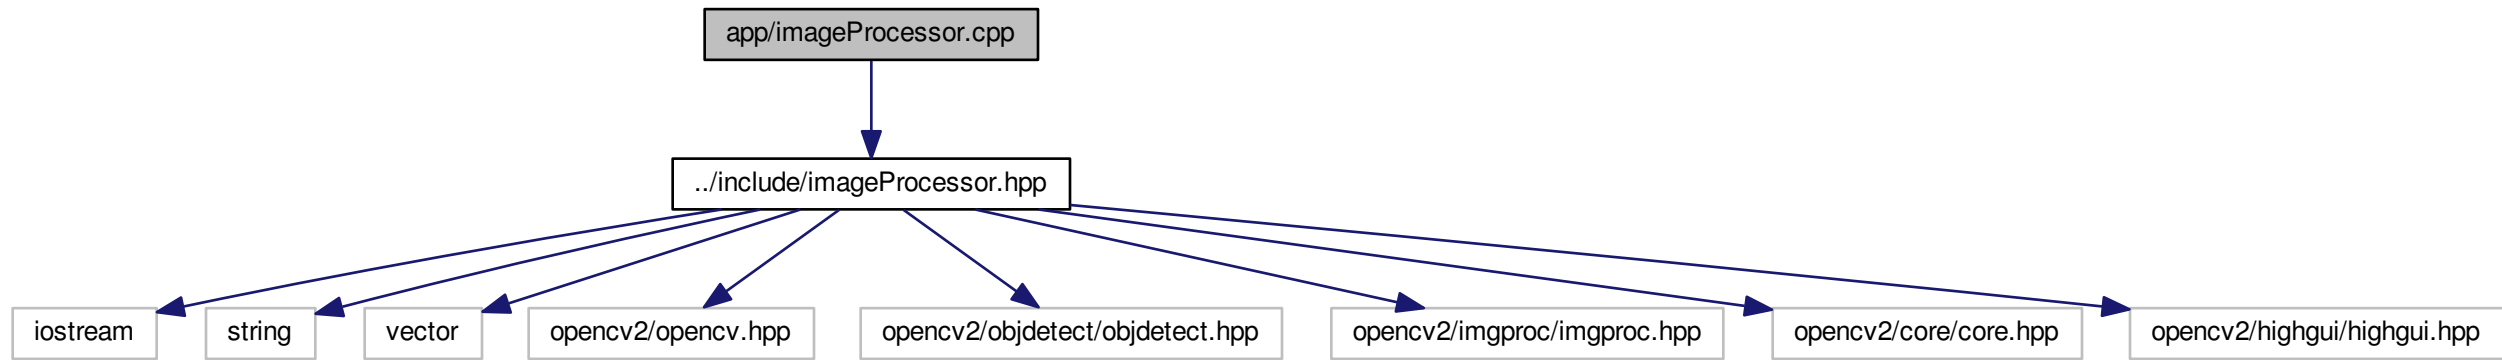 app/imageProcessor.cpp
../include/imageProcessor.hpp
iostream
string
vector
opencv2/opencv.hpp
opencv2/objdetect/objdetect.hpp
opencv2/imgproc/imgproc.hpp
opencv2/core/core.hpp
opencv2/highgui/highgui.hpp